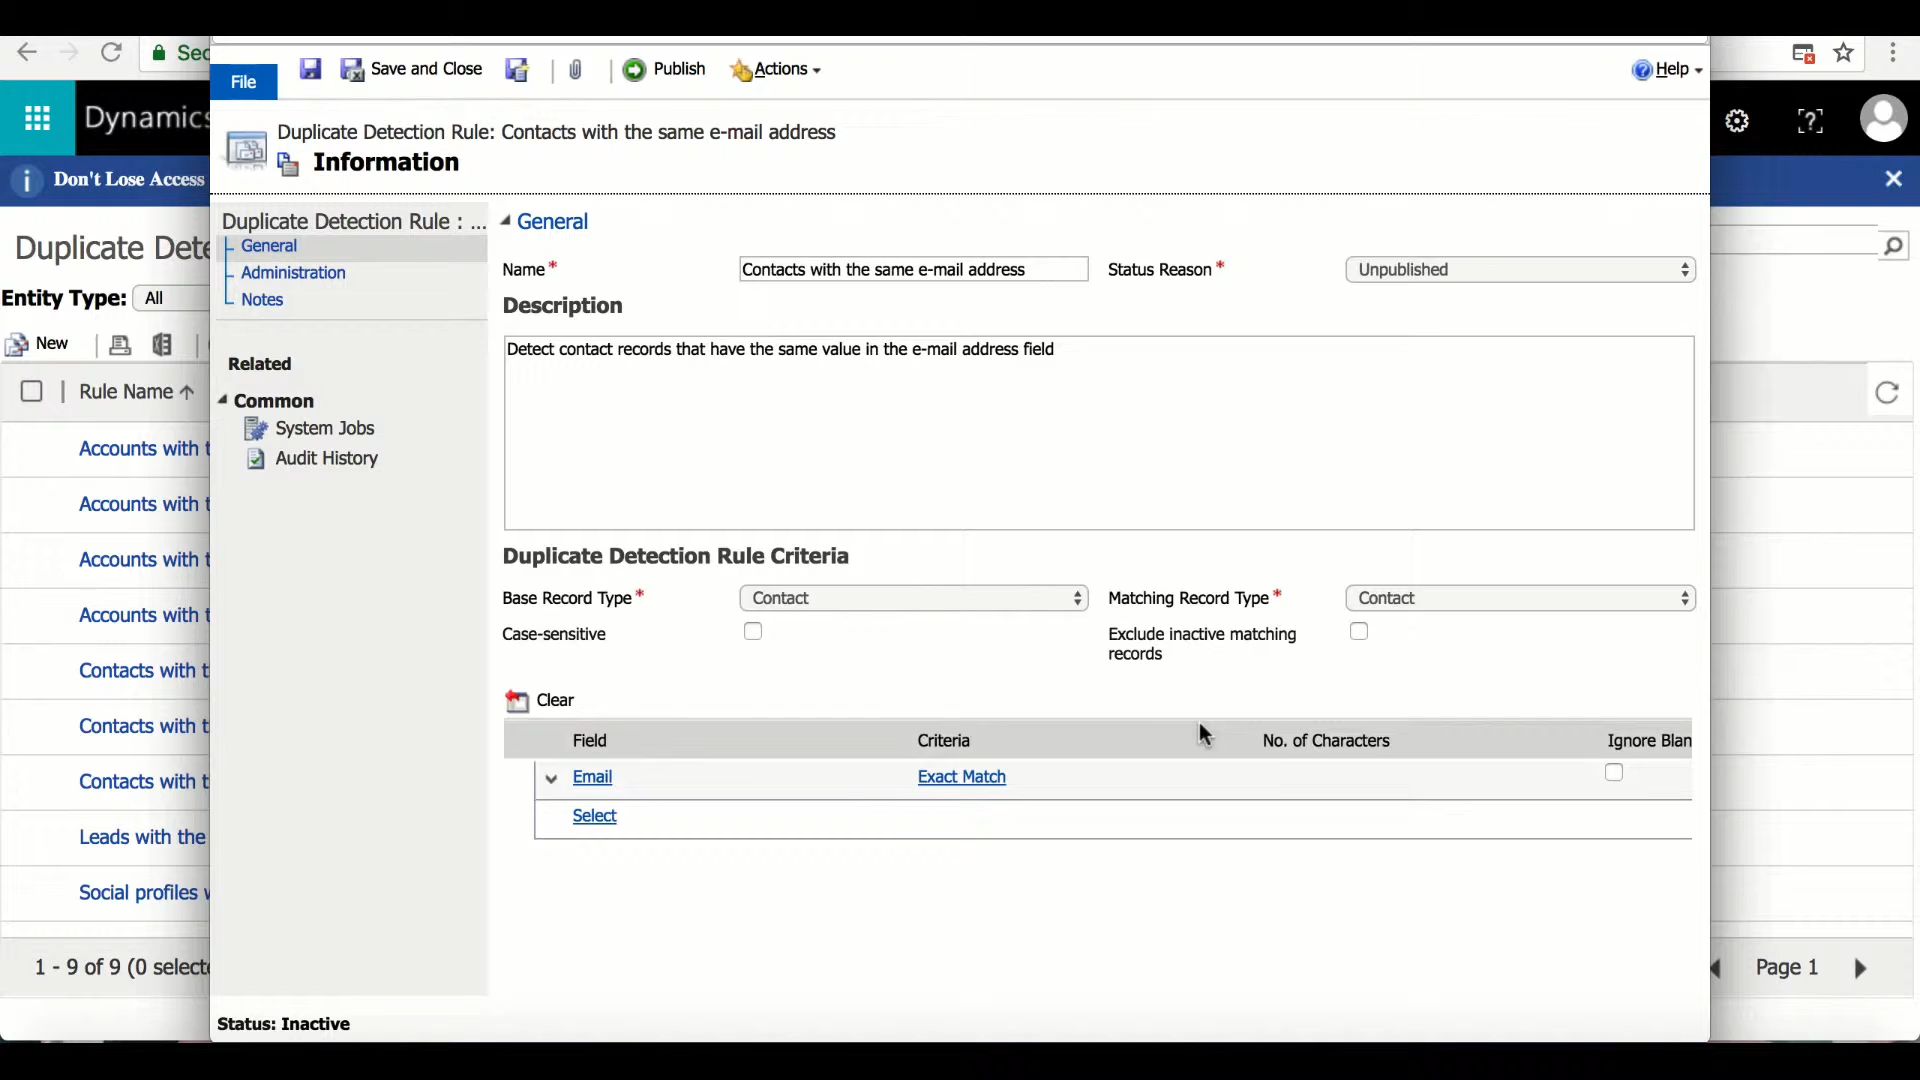 Sec
File
Save and Close
Publish
Actions
Help
Dynamics
Duplicate Detection Rule: Contacts with the same e-mail address
Information
Don't Lose Access
Duplicate Dete
Entity Type: All
New
Rule Name
Accounts with t
Accounts with t
Accounts with t
Accounts with t
Contacts with t
Contacts with t
Contacts with t
Leads with the
Social profiles w
1 - 9 of 9 (0 selecte
Duplicate Detection Rule : ...
General
Administration
Notes
Related
Common
System Jobs
Audit History
General
Name* Contacts with the same e-mail address Status Reason* Unpublished
Description
Detect contact records that have the same value in the e-mail address field
Duplicate Detection Rule Criteria
Base Record Type* Contact Matching Record Type* Contact
Case-sensitive Exclude inactive matching
records
Clear
Field Criteria No. of Characters Ignore Blan
Email Exact Match
Select
Page 1
Status: Inactive